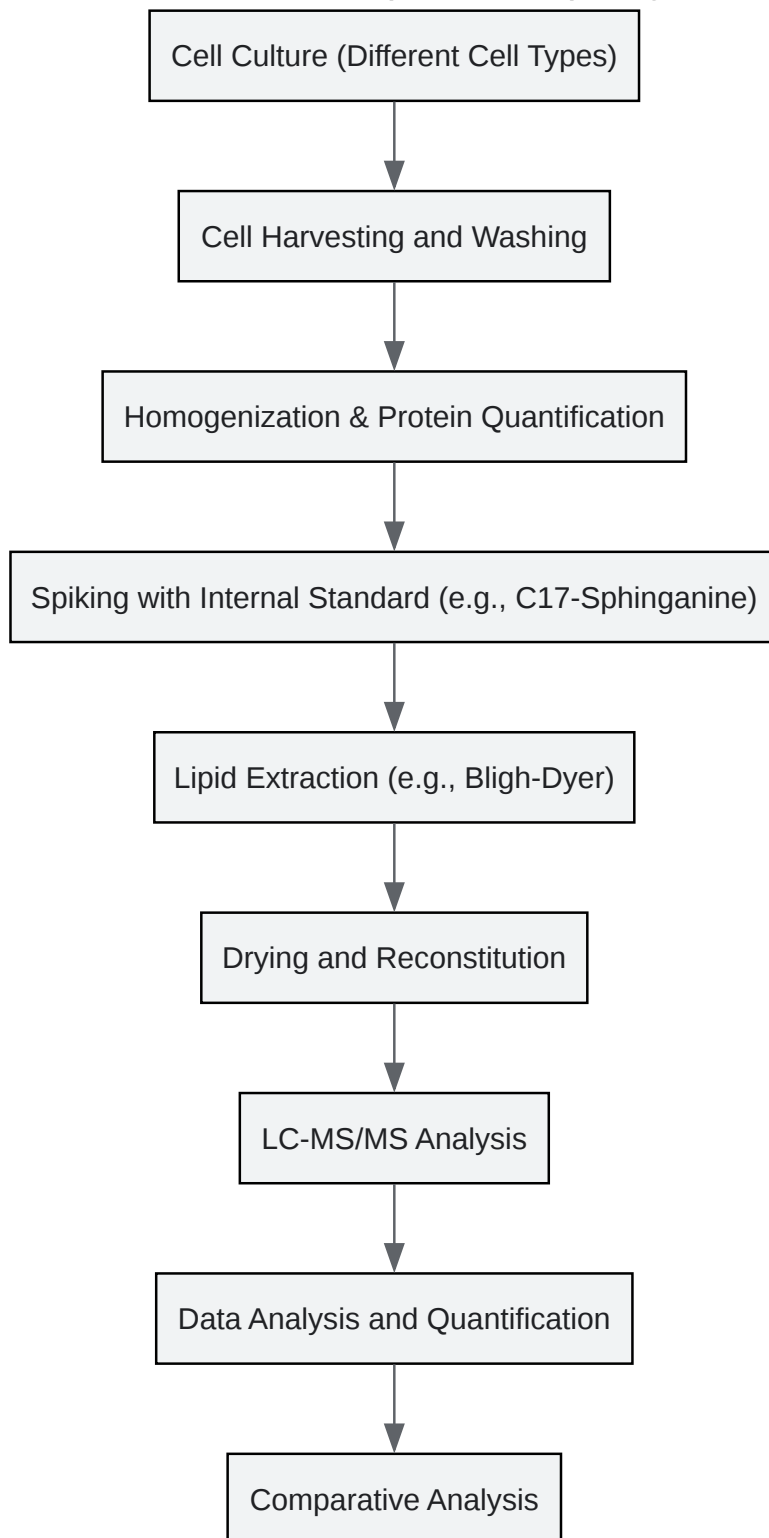 Cell Culture (Different Cell Types)
Cell Harvesting and Washing
Homogenization & Protein Quantification
Spiking with Internal Standard (e.g., C17-Sphinganine)
Lipid Extraction (e.g., Bligh-Dyer)
Drying and Reconstitution
LC-MS/MS Analysis
Data Analysis and Quantification
Comparative Analysis